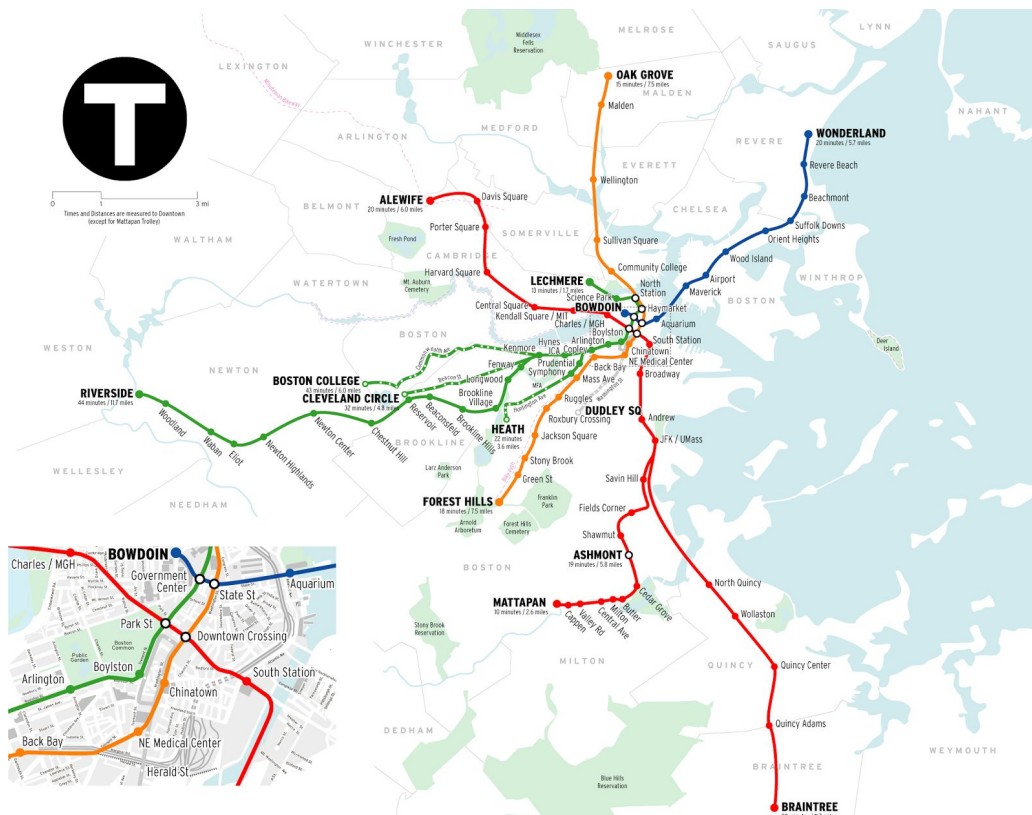 T
0 1 3 mi
Times and Distances are measured to Downtown
(except for Mattapan Trolley)
LEXINGTON
WINCHESTER
Middlesex
Fells
Reservation
MELROSE
SAUGUS
LYNN
NAHANT
ARLINGTON
MEDFORD
MALDEN
EVERETT
REVERE
CHELSEA
WINTHROP
BELMONT
SOMERVILLE
CAMBRIDGE
WALTHAM
WATERTOWN
BOSTON
BOSTON
WESTON
NEWTON
BROOKLINE
WELLESLEY
NEEDHAM
BOSTON
MILTON
QUINCY
DEDHAM
BRAINTREE
WEYMOUTH
OAK GROVE
15 minutes / 7.5 miles
Malden
Wellington
Sullivan Square
Community College
North
Station
Haymarket
WONDERLAND
20 minutes / 5.7 miles
Revere Beach
Beachmont
Suffolk Downs
Orient Heights
Wood Island
Airport
Maverick
Aquarium
BOWDOIN
ALEWIFE
20 minutes / 6.0 miles
Davis Square
Porter Square
Harvard Square
Central Square
Kendall Square / MIT
Charles / MGH
Fresh Pond
Mt. Auburn
Cemetery
LECHMERE
13 minutes / 1.7 miles
Science Park
Boylston
Arlington
Copley
Hynes
ICA
Kenmore
Prudential
Symphony
MFA
Fenway
Longwood
Brookline
Village
Brookline Hills
Beaconsfield
Reservoir
Chestnut Hill
Newton Center
Newton Highlands
Eliot
Waban
Woodland
RIVERSIDE
44 minutes / 11.7 miles
Commonwealth Ave
Beacon St
Huntington Ave
Washington St
BOSTON COLLEGE
43 minutes / 6.0 miles
CLEVELAND CIRCLE
32 minutes / 4.8 miles
HEATH
22 minutes
3.6 miles
South Station
Chinatown
NE Medical Center
Back Bay
Mass Ave
Ruggles
Roxbury Crossing
Jackson Square
Stony Brook
Green St
FOREST HILLS
18 minutes / 7.5 miles
DUDLEY SQ
Larz Anderson
Park
Arnold
Arboretum
Forest Hills
Cemetery
Franklin
Park
Broadway
Andrew
JFK / UMass
Savin Hill
Fields Corner
Shawmut
ASHMONT
19 minutes / 5.8 miles
Cedar Grove
Butler
Milton
Central Ave
Valley Rd
Cappen
MATTAPAN
10 minutes / 2.6 miles
North Quincy
Wollaston
Quincy Center
Quincy Adams
BRAINTREE
Deer
Island
Stony Brook
Reservation
Blue Hills
Reservation
BOWDOIN
Charles / MGH
Government
Center
State St
Aquarium
Park St
Downtown Crossing
Boston
Common
Public
Garden
Boylston
Arlington
South Station
Chinatown
Back Bay
NE Medical Center
Herald St